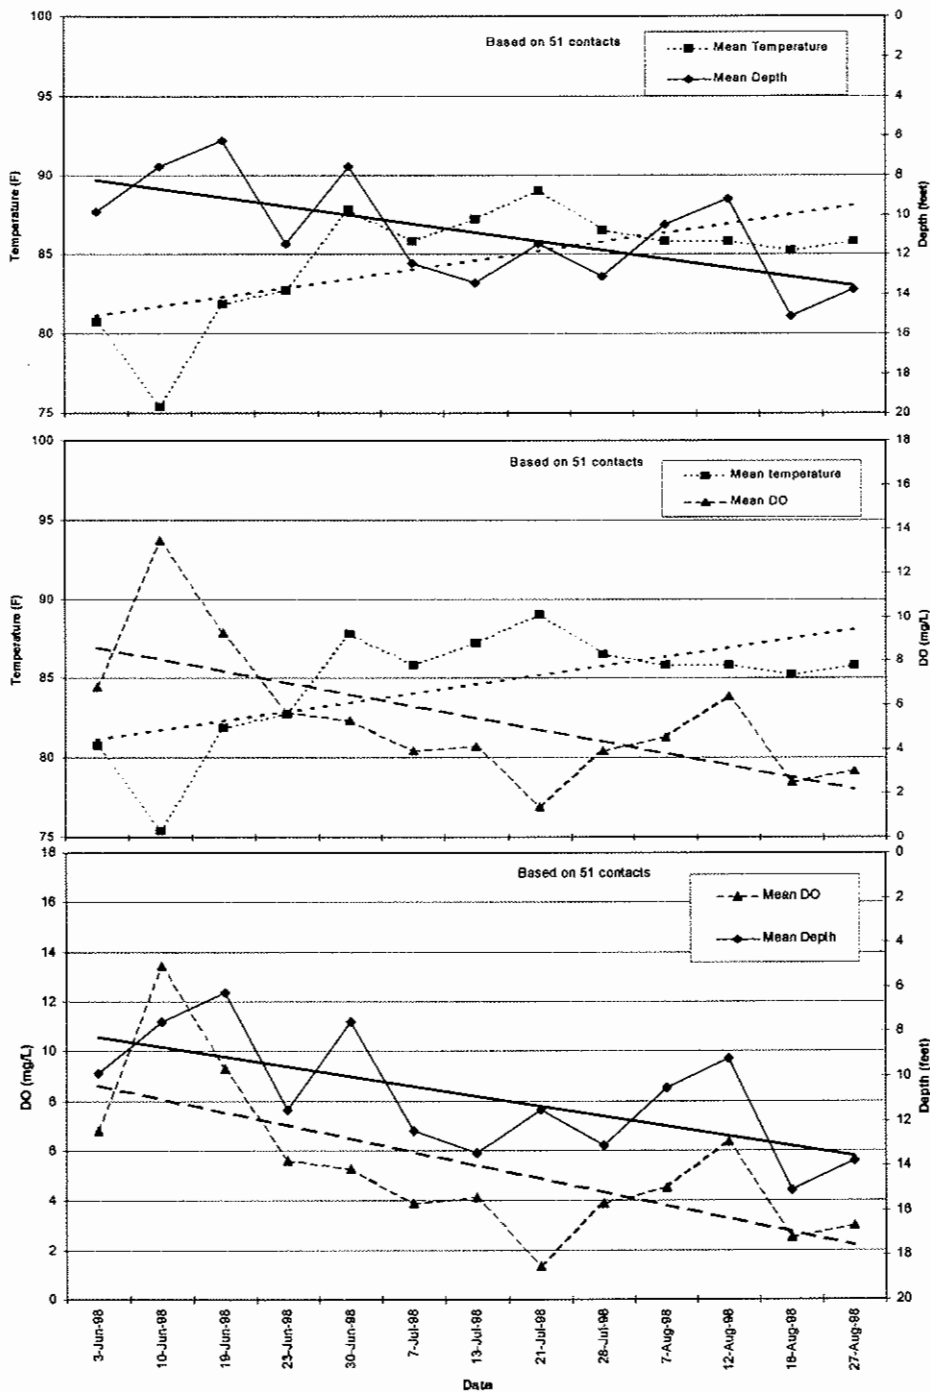 100
95
90
85
80
75
Temperature (F)
Based on 51 contacts
Mean Temperature
Mean Depth
0
2
4
6
8
10
12
14
16
18
20
Depth (feet)
100
95
90
85
80
75
Temperature (F)
Based on 51 contacts
Mean temperature
Mean DO
18
16
14
12
10
8
6
4
2
0
DO (mg/L)
18
16
14
12
10
8
6
4
2
0
DO (mg/L)
Based on 51 contacts
Mean DO
Mean Depth
0
2
4
6
8
10
12
14
16
18
20
Depth (feet)
3-Jun-98
10-Jun-98
19-Jun-98
23-Jun-98
30-Jun-98
7-Jul-98
13-Jul-98
21-Jul-98
28-Jul-98
7-Aug-98
12-Aug-98
18-Aug-98
27-Aug-98
Date